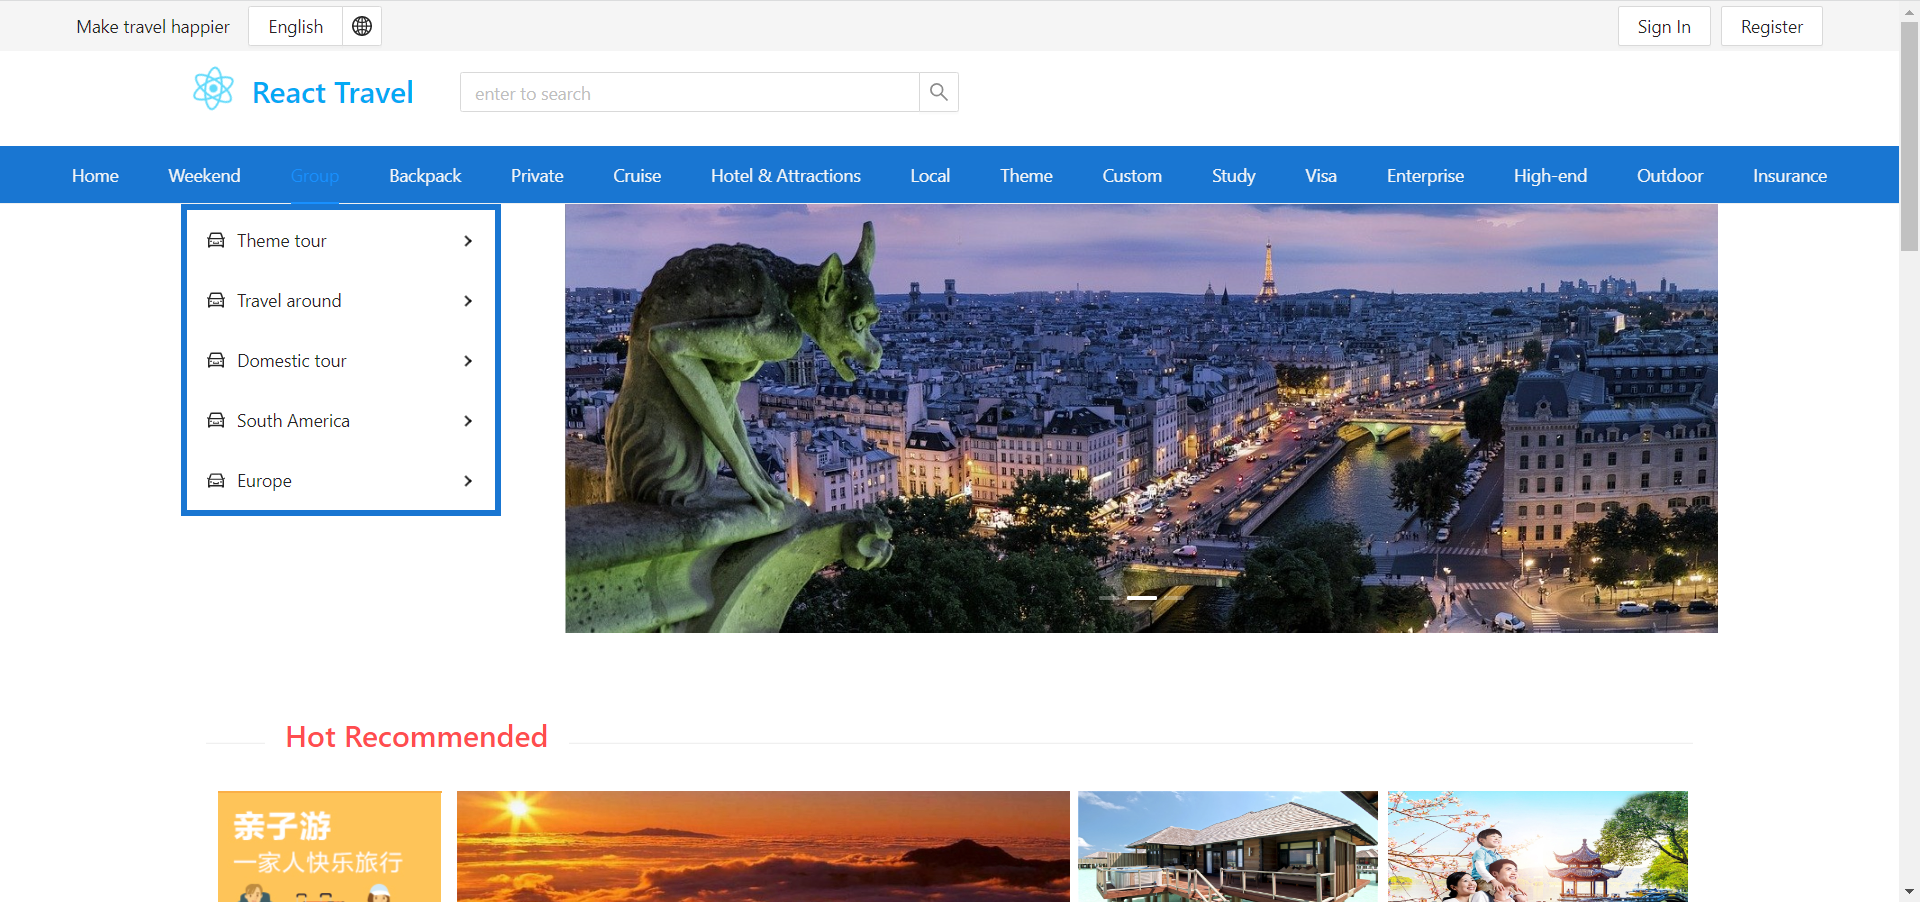 Make travel happier
English
Sign In
Register
React Travel
enter to search
Home Weekend Group Backpack Private Cruise Hotel & Attractions Local Theme Custom Study Visa Enterprise High-end Outdoor Insurance
Theme tour
Travel around
Domestic tour
South America
Europe
Hot Recommended
亲子游
一家人快乐旅行